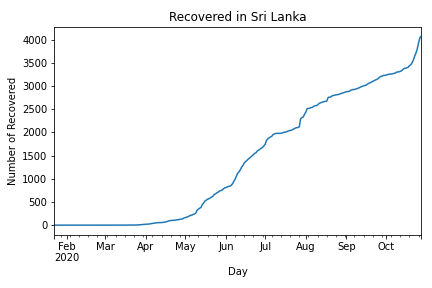 Recovered in Sri Lanka
Number of Recovered
4000
3500
3000
2500
2000
1500
1000
500
0
Feb Mar Apr May Jun Jul Aug Sep Oct
2020
Day